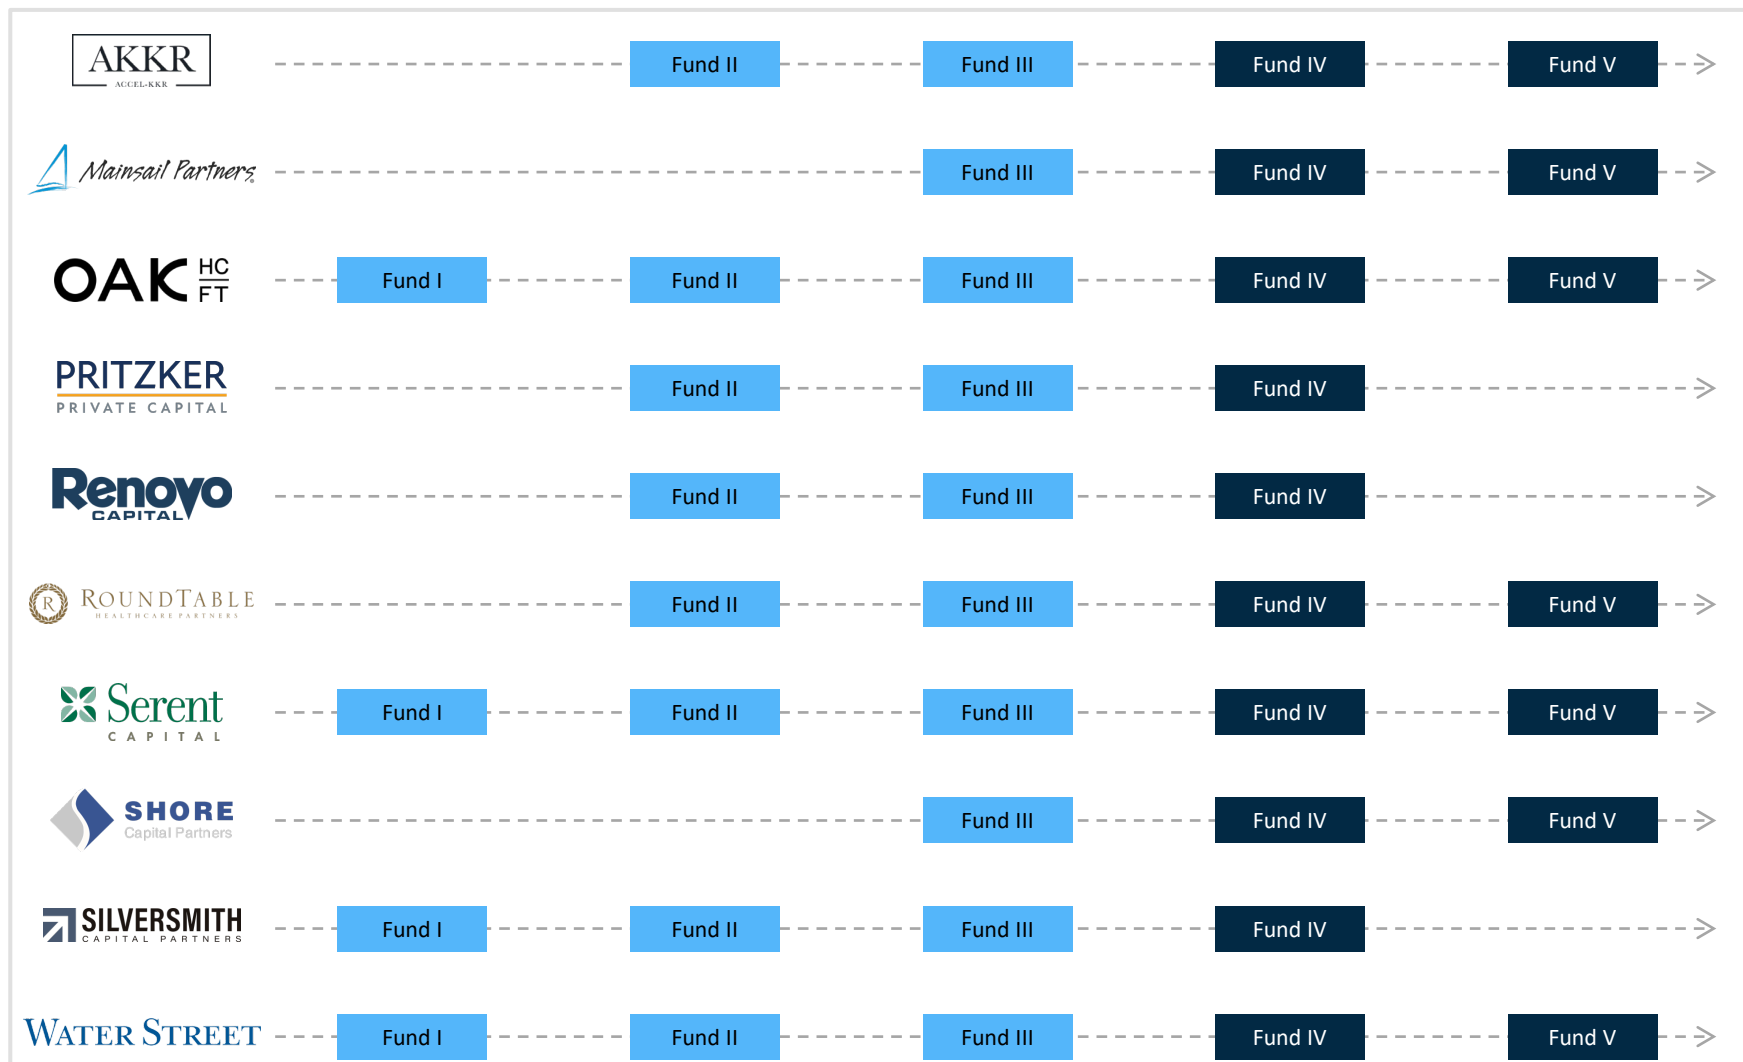 AKKR
ACCEL-KKR
Fund II Fund III Fund IV Fund V
Mainsail Partners®
Fund III Fund IV Fund V
OAK HC FT
Fund I Fund II Fund III Fund IV Fund V
PRITZKER
PRIVATE CAPITAL
Fund II Fund III Fund IV
Renovo
CAPITAL
Fund II Fund III Fund IV
R ROUNDTABLE
HEALTHCARE PARTNERS
Fund II Fund III Fund IV Fund V
Serent
CAPITAL
Fund I Fund II Fund III Fund IV Fund V
SHORE
Capital Partners
Fund III Fund IV Fund V
SILVERSMITH
CAPITAL PARTNERS
Fund I Fund II Fund III Fund IV
WATER STREET
Fund I Fund II Fund III Fund IV Fund V